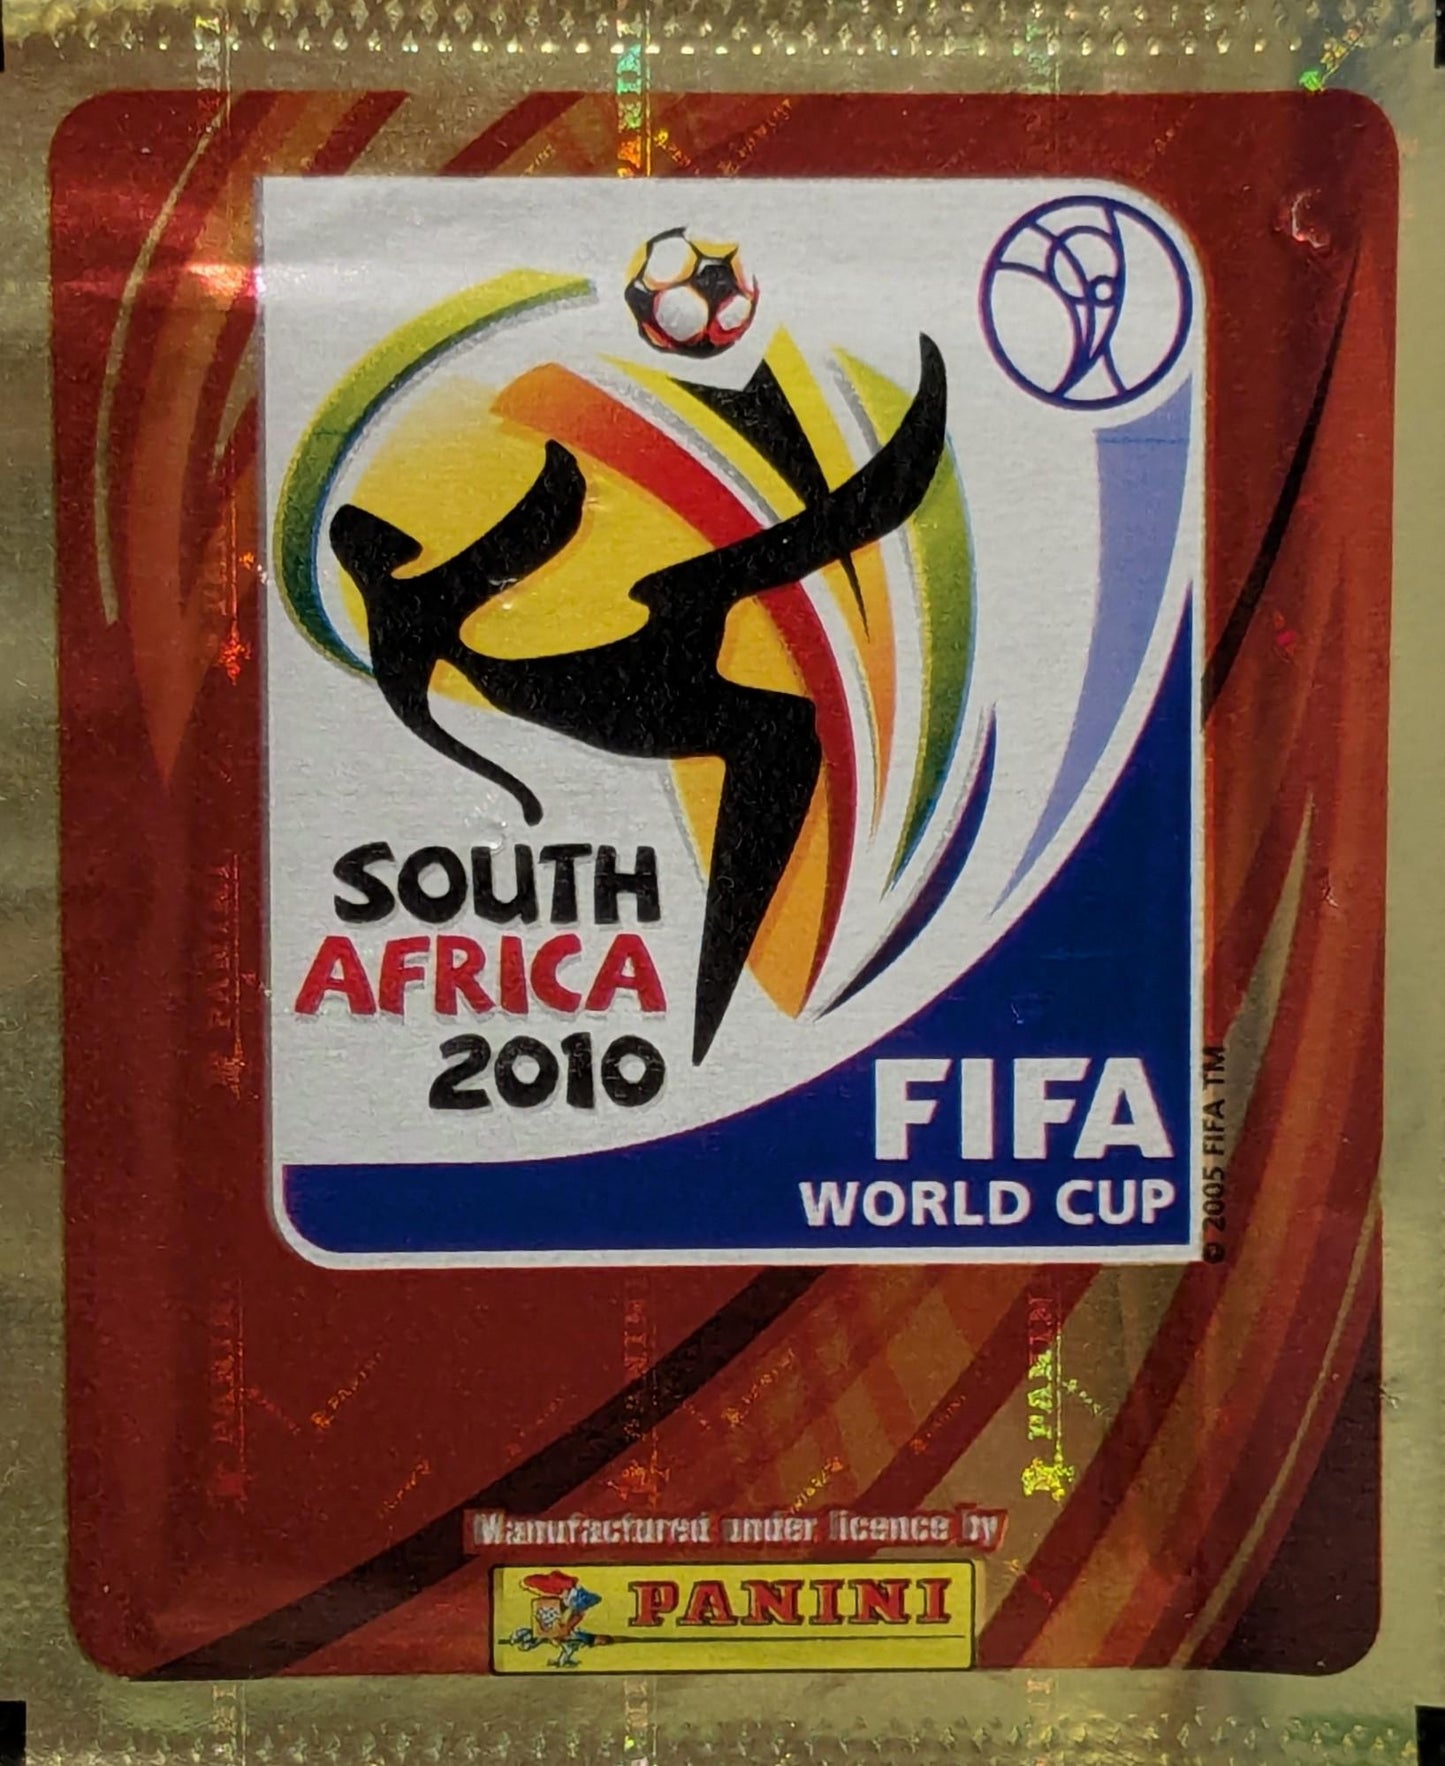 SOUTH
AFRICA
2010
FIFA
WORLD CUP
© 2005 FIFA TM
Manufactured under licence by
PANINI